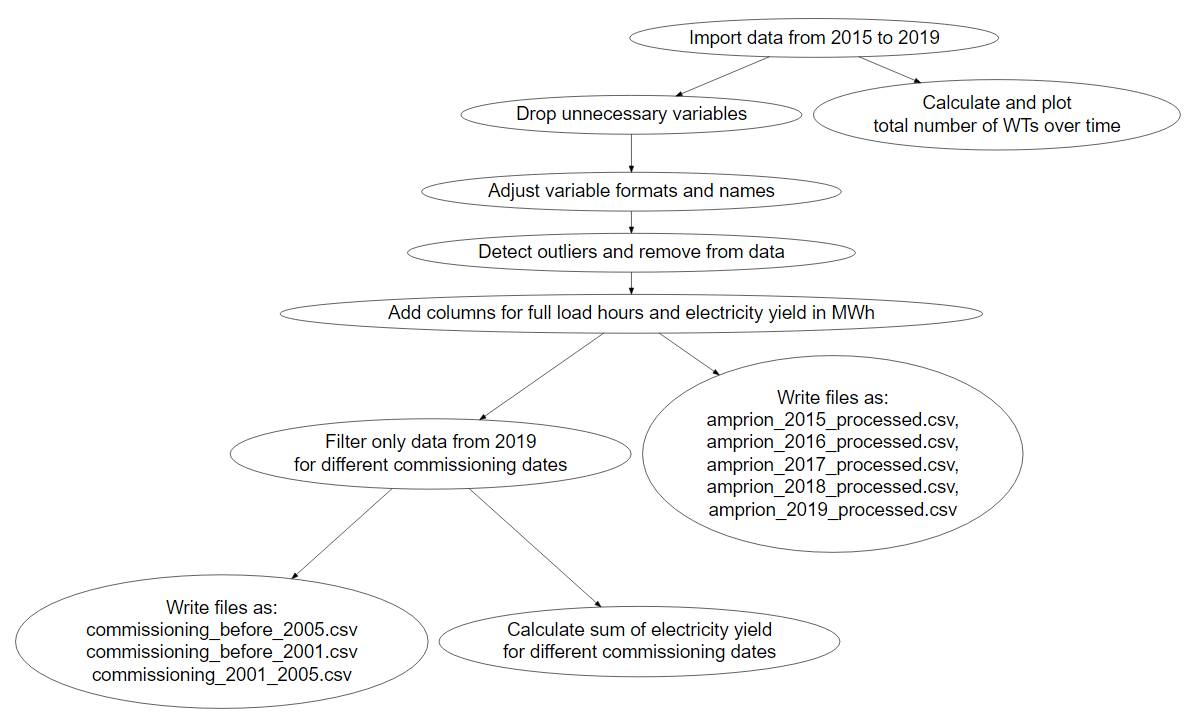 Import data from 2015 to 2019
Drop unnecessary variables
Calculate and plot
total number of WTs over time
Adjust variable formats and names
Detect outliers and remove from data
Add columns for full load hours and electricity yield in MWh
Filter only data from 2019
for different commissioning dates
Write files as:
amprion_2015_processed.csv,
amprion_2016_processed.csv,
amprion_2017_processed.csv,
amprion_2018_processed.csv,
amprion_2019_processed.csv
Write files as:
commissioning_before_2005.csv
commissioning_before_2001.csv
commissioning_2001_2005.csv
Calculate sum of electricity yield
for different commissioning dates